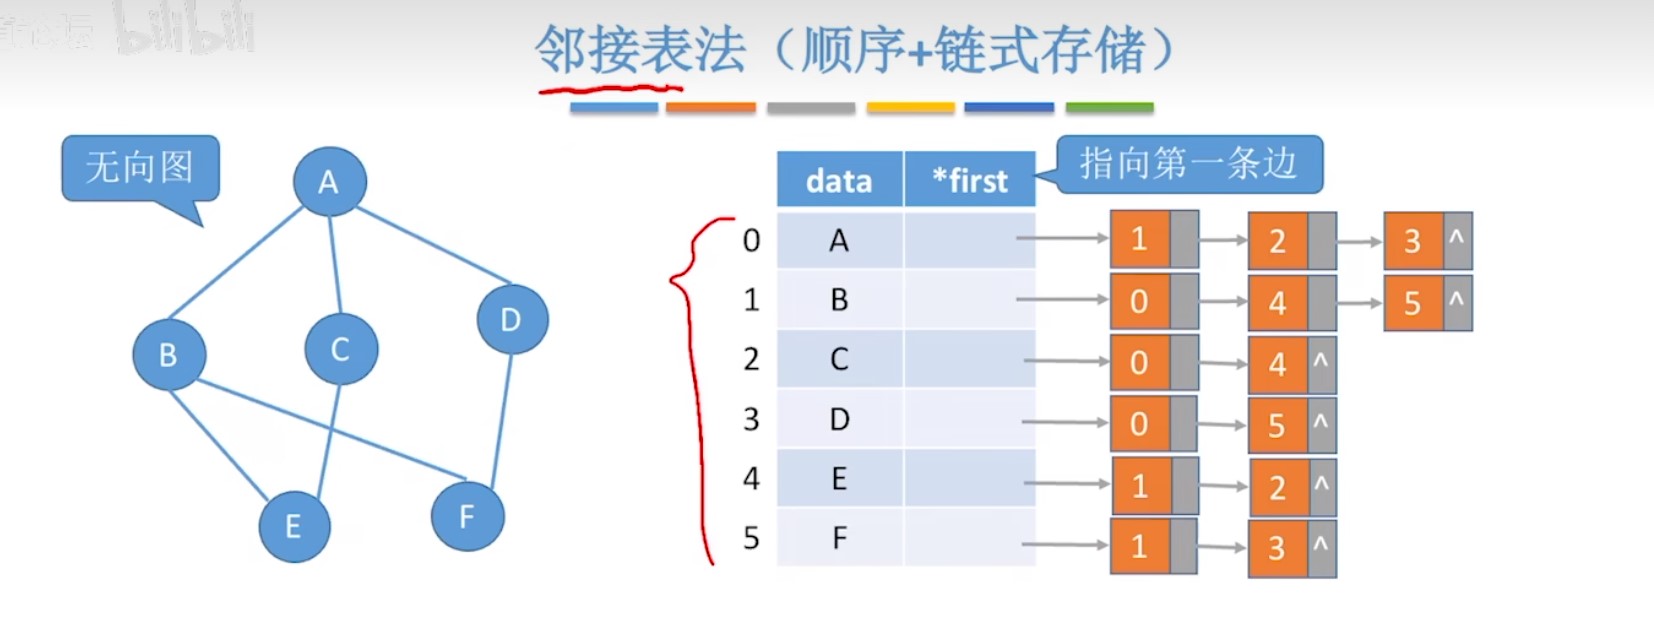 bilibili
邻接表法（顺序+链式存储）
无向图
A
B
C
D
E
F
data *first
指向第一条边
0 A 1 2 3 ^
1 B 0 4 5 ^
2 C 0 4 ^
3 D 0 5 ^
4 E 1 2 ^
5 F 1 3 ^